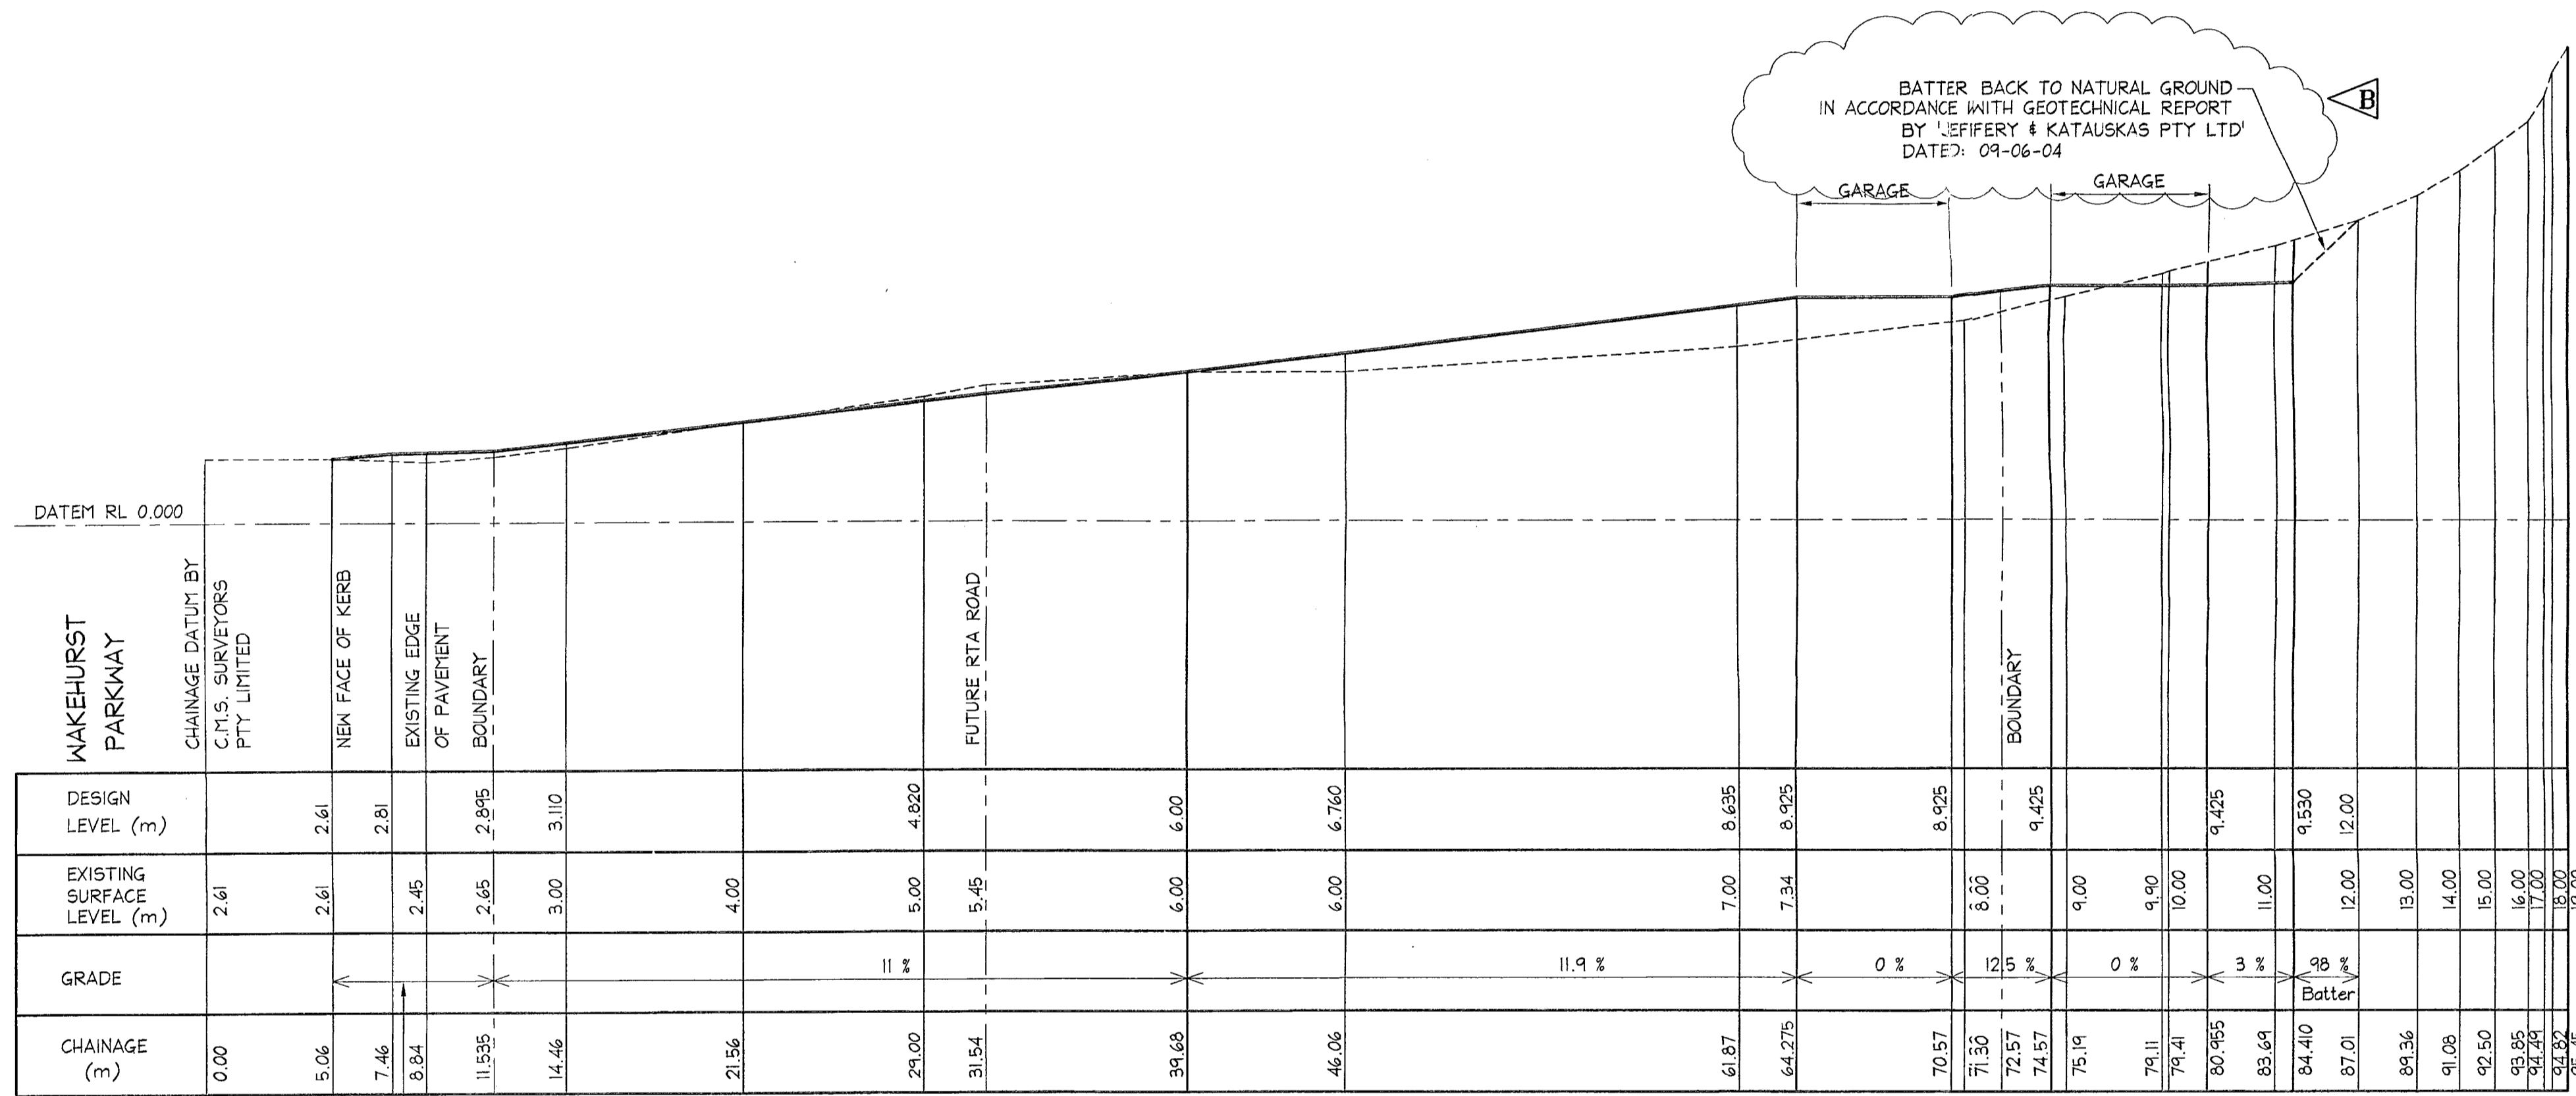 BATTER BACK TO NATURAL GROUND
IN ACCORDANCE WITH GEOTECHNICAL REPORT
BY 'JEFIFERY & KATAUSKAS PTY LTD'
DATED: 09-06-04
B
GARAGE
GARAGE
DATEM RL 0.000
WAKEHURST
PARKWAY
CHAINAGE DATUM BY
C.M.S. SURVEYORS
PTY LIMITED
NEW FACE OF KERB
EXISTING EDGE
OF PAVEMENT
BOUNDARY
FUTURE RTA ROAD
BOUNDARY
DESIGN
LEVEL (m)
2.61 2.81 2.895 3.110 4.820 6.00 6.760 8.635 8.925 8.925 9.425 9.425 9.530 12.00
EXISTING
SURFACE
LEVEL (m)
2.61 2.61 2.45 2.65 3.00 4.00 5.00 5.45 6.00 6.00 7.00 7.34 8.00 9.00 9.90 10.00 11.00 12.00 13.00 14.00 15.00 16.00 17.00 18.00
GRADE
11 % 11.9 % 0 % 12.5 % 0 % 3 % 98 %
Batter
CHAINAGE
(m)
0.00 5.06 7.46 8.84 11.535 14.46 21.56 29.00 31.54 39.68 46.06 61.87 64.275 70.57 71.30 72.57 74.57 75.19 79.11 79.41 80.955 83.69 84.410 87.01 89.36 91.08 92.50 93.85 94.49 94.82